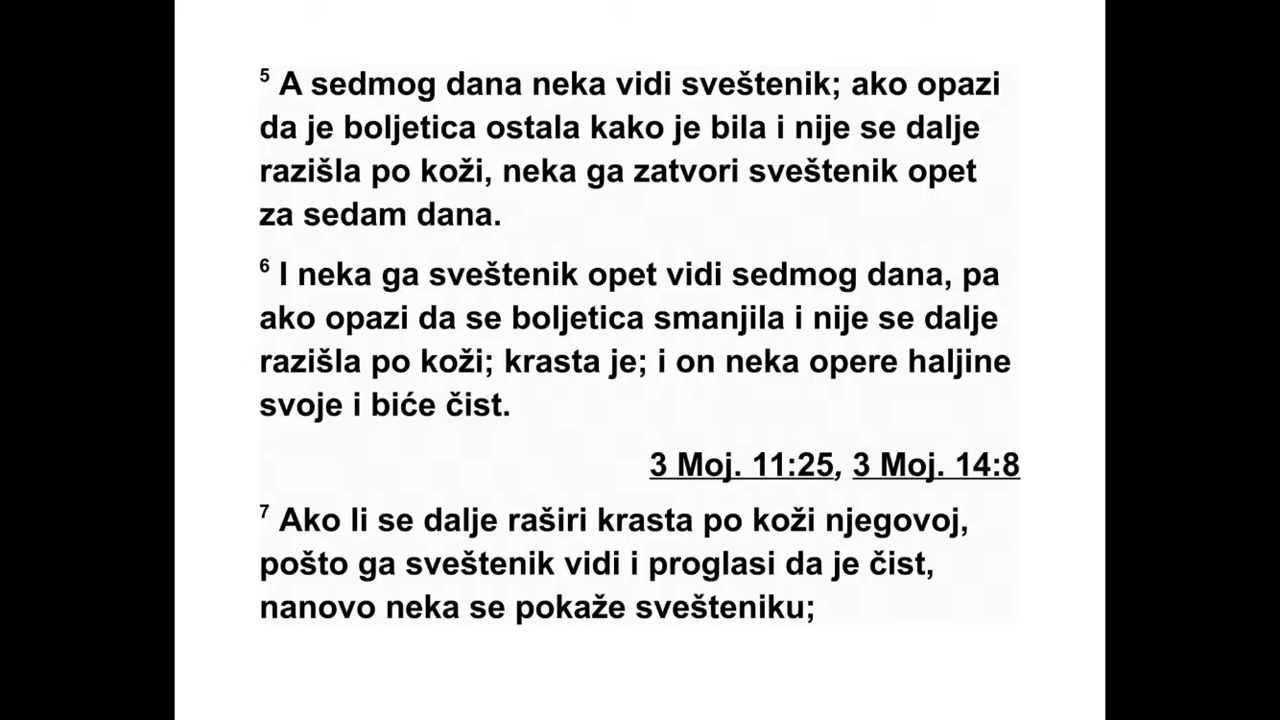 5 A sedmog dana neka vidi sveštenik; ako opazi
da je boljetica ostala kako je bila i nije se dalje
razišla po koži, neka ga zatvori sveštenik opet
za sedam dana.
6 I neka ga sveštenik opet vidi sedmog dana, pa
ako opazi da se boljetica smanjila i nije se dalje
razišla po koži; krasta je; i on neka opere haljine
svoje i biće čist.
3 Moj. 11:25, 3 Moj. 14:8
7 Ako li se dalje raširi krasta po koži njegovoj,
pošto ga sveštenik vidi i proglasi da je čist,
nanovo neka se pokaže svešteniku;